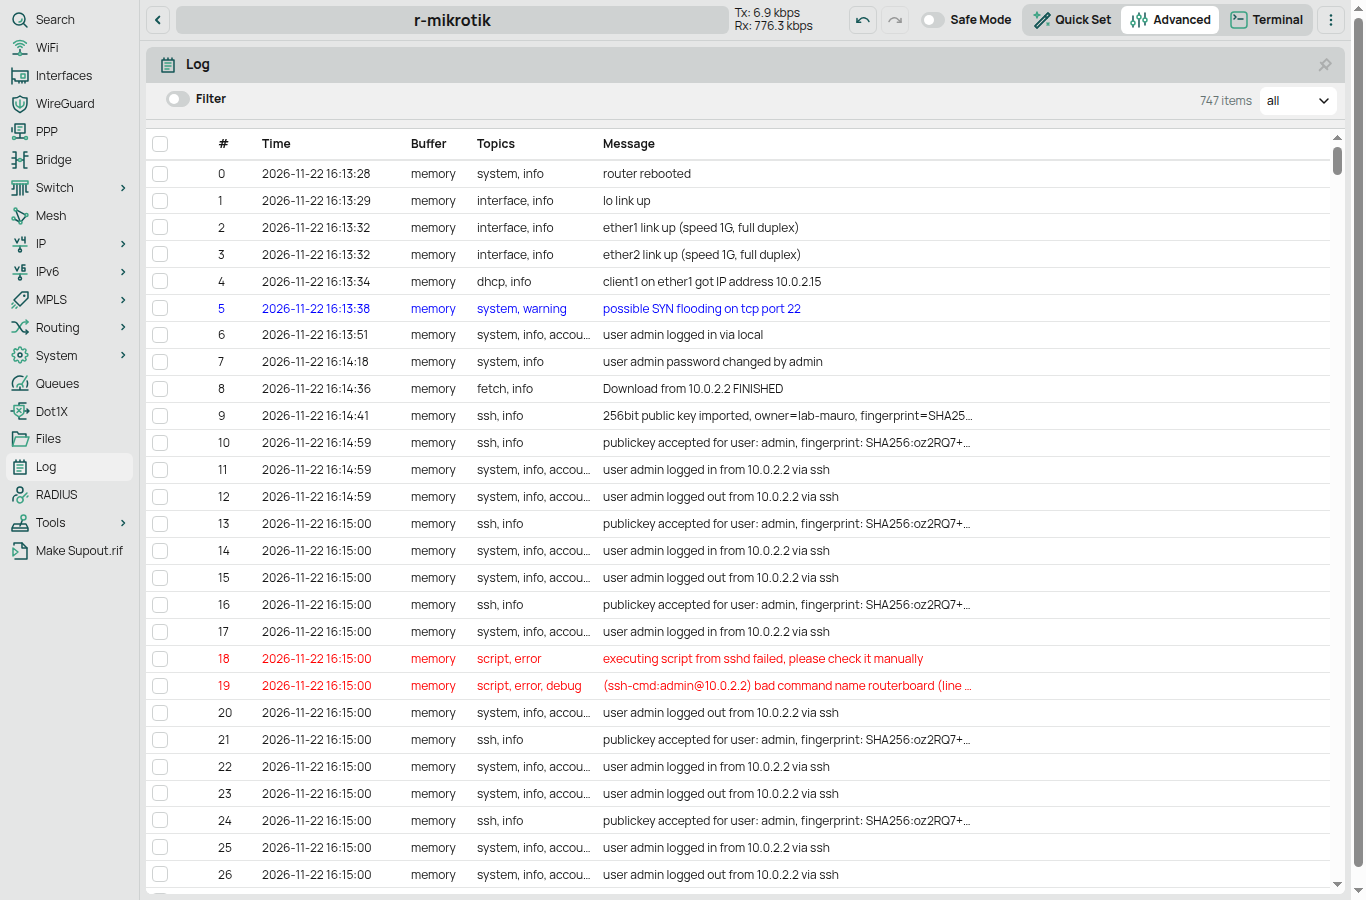 Search
WiFi
Interfaces
WireGuard
PPP
Bridge
Switch
Mesh
IP
IPv6
MPLS
Routing
System
Queues
Dot1X
Files
Log
RADIUS
Tools
Make Supout.rif
r-mikrotik
Tx: 6.9 kbps
Rx: 776.3 kbps
Safe Mode
Quick Set
Advanced
Terminal
Log
Filter
747 items
all
# Time Buffer Topics Message
0 2026-11-22 16:13:28 memory system, info router rebooted
1 2026-11-22 16:13:29 memory interface, info lo link up
2 2026-11-22 16:13:32 memory interface, info ether1 link up (speed 1G, full duplex)
3 2026-11-22 16:13:32 memory interface, info ether2 link up (speed 1G, full duplex)
4 2026-11-22 16:13:34 memory dhcp, info client1 on ether1 got IP address 10.0.2.15
5 2026-11-22 16:13:38 memory system, warning possible SYN flooding on tcp port 22
6 2026-11-22 16:13:51 memory system, info, accou... user admin logged in via local
7 2026-11-22 16:14:18 memory system, info user admin password changed by admin
8 2026-11-22 16:14:36 memory fetch, info Download from 10.0.2.2 FINISHED
9 2026-11-22 16:14:41 memory ssh, info 256bit public key imported, owner=lab-mauro, fingerprint=SHA25...
10 2026-11-22 16:14:59 memory ssh, info publickey accepted for user: admin, fingerprint: SHA256:oz2RQ7+...
11 2026-11-22 16:14:59 memory system, info, accou... user admin logged in from 10.0.2.2 via ssh
12 2026-11-22 16:14:59 memory system, info, accou... user admin logged out from 10.0.2.2 via ssh
13 2026-11-22 16:15:00 memory ssh, info publickey accepted for user: admin, fingerprint: SHA256:oz2RQ7+...
14 2026-11-22 16:15:00 memory system, info, accou... user admin logged in from 10.0.2.2 via ssh
15 2026-11-22 16:15:00 memory system, info, accou... user admin logged out from 10.0.2.2 via ssh
16 2026-11-22 16:15:00 memory ssh, info publickey accepted for user: admin, fingerprint: SHA256:oz2RQ7+...
17 2026-11-22 16:15:00 memory system, info, accou... user admin logged in from 10.0.2.2 via ssh
18 2026-11-22 16:15:00 memory script, error executing script from sshd failed, please check it manually
19 2026-11-22 16:15:00 memory script, error, debug (ssh-cmd:admin@10.0.2.2) bad command name routerboard (line ...
20 2026-11-22 16:15:00 memory system, info, accou... user admin logged out from 10.0.2.2 via ssh
21 2026-11-22 16:15:00 memory ssh, info publickey accepted for user: admin, fingerprint: SHA256:oz2RQ7+...
22 2026-11-22 16:15:00 memory system, info, accou... user admin logged in from 10.0.2.2 via ssh
23 2026-11-22 16:15:00 memory system, info, accou... user admin logged out from 10.0.2.2 via ssh
24 2026-11-22 16:15:00 memory ssh, info publickey accepted for user: admin, fingerprint: SHA256:oz2RQ7+...
25 2026-11-22 16:15:00 memory system, info, accou... user admin logged in from 10.0.2.2 via ssh
26 2026-11-22 16:15:00 memory system, info, accou... user admin logged out from 10.0.2.2 via ssh